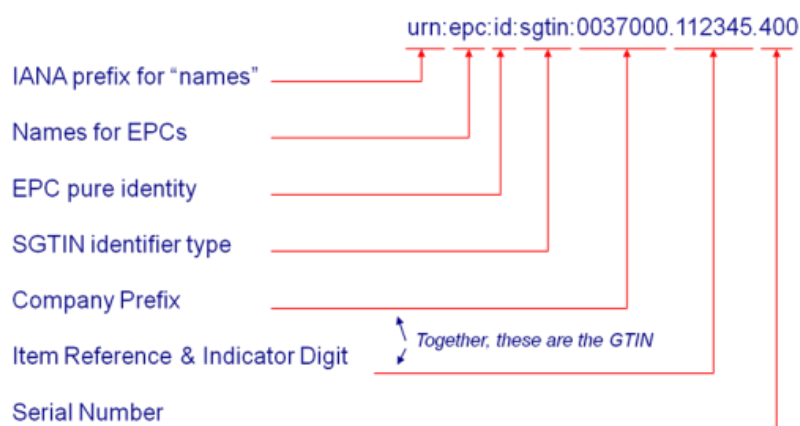 urn:epc:id:sgtin:0037000.112345.400
IANA prefix for “names”
Names for EPCs
EPC pure identity
SGTIN identifier type
Company Prefix
Together, these are the GTIN
Item Reference & Indicator Digit
Serial Number